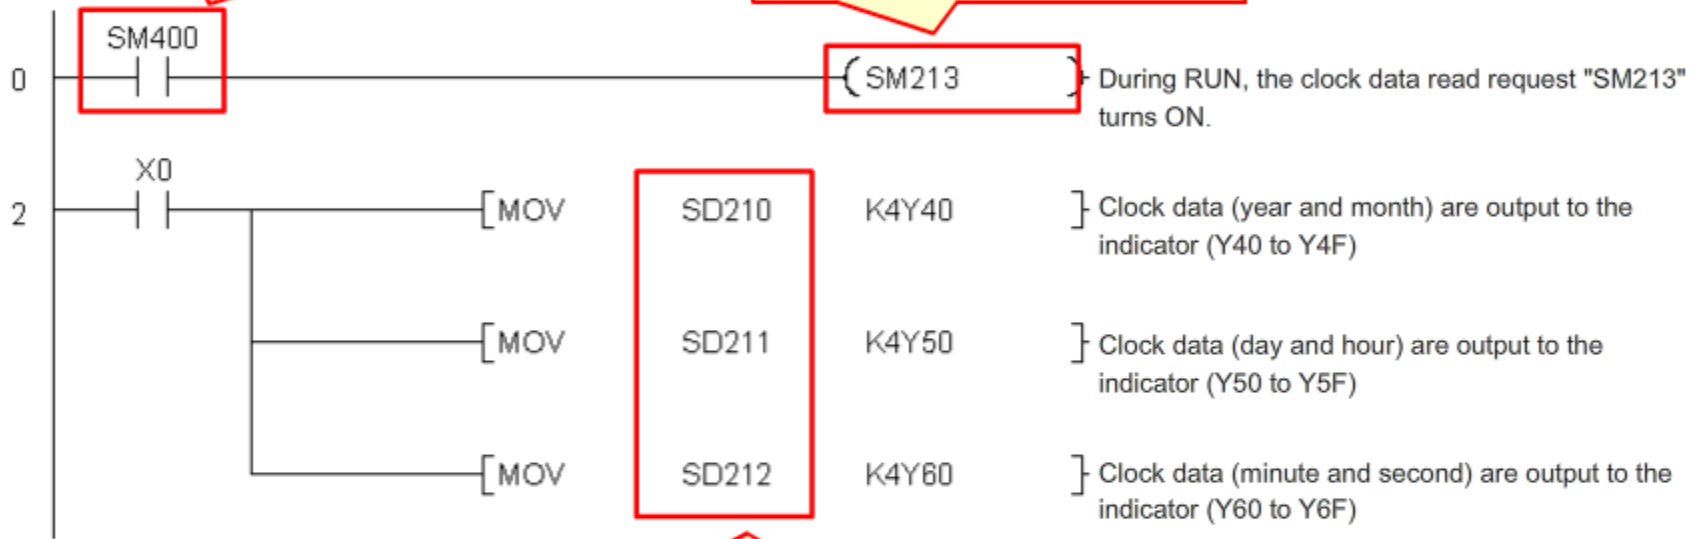 SM400
0 SM213 During RUN, the clock data read request "SM213"
turns ON.
X0
2 MOV SD210 K4Y40 Clock data (year and month) are output to the
indicator (Y40 to Y4F)
MOV SD211 K4Y50 Clock data (day and hour) are output to the
indicator (Y50 to Y5F)
MOV SD212 K4Y60 Clock data (minute and second) are output to the
indicator (Y60 to Y6F)